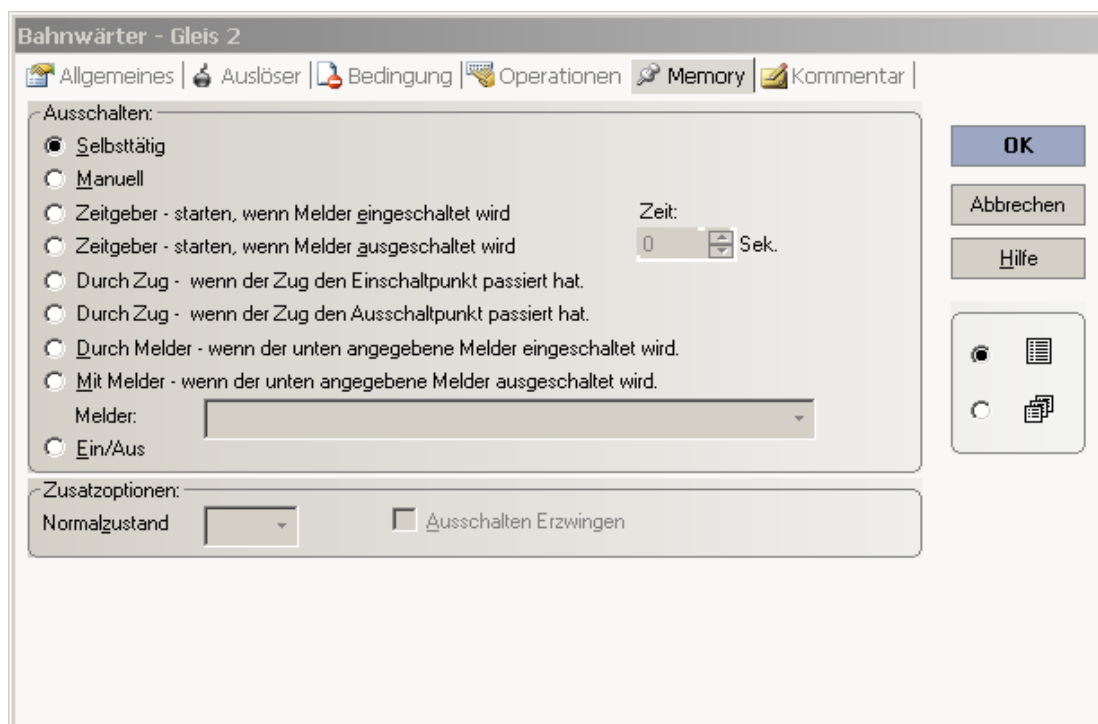 Bahnwärter - Gleis 2
Allgemeines Auslöser Bedingung Operationen Memory Kommentar
Ausschalten:
Selbsttätig
Manuell
Zeitgeber - starten, wenn Melder eingeschaltet wird
Zeit:
Zeitgeber - starten, wenn Melder ausgeschaltet wird
0 Sek.
Durch Zug - wenn der Zug den Einschaltpunkt passiert hat.
Durch Zug - wenn der Zug den Ausschaltpunkt passiert hat.
Durch Melder - wenn der unten angegebene Melder eingeschaltet wird.
Mit Melder - wenn der unten angegebene Melder ausgeschaltet wird.
Melder:
Ein/Aus
Zusatzoptionen:
Normalzustand
Ausschalten Erzwingen
OK
Abbrechen
Hilfe